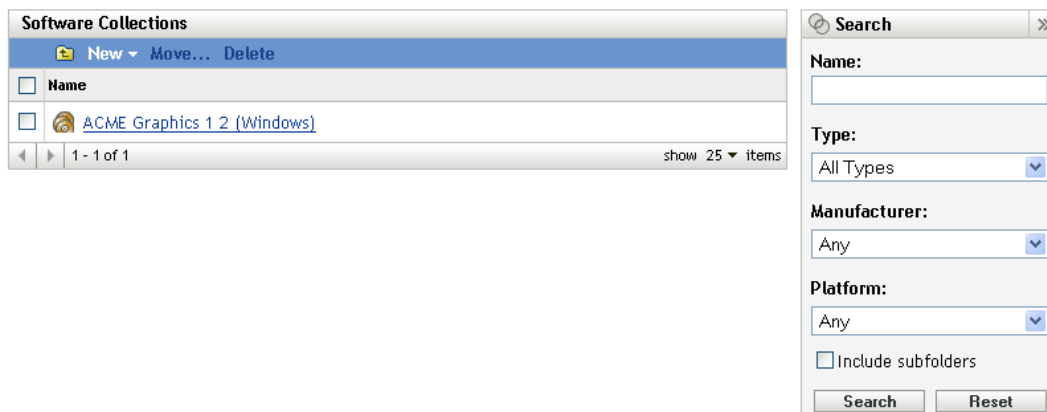 Software Collections
New Move... Delete
Name
ACME Graphics 1 2 (Windows)
1 - 1 of 1 show 25 items
Search
Name:
Type:
All Types
Manufacturer:
Any
Platform:
Any
Include subfolders
Search Reset